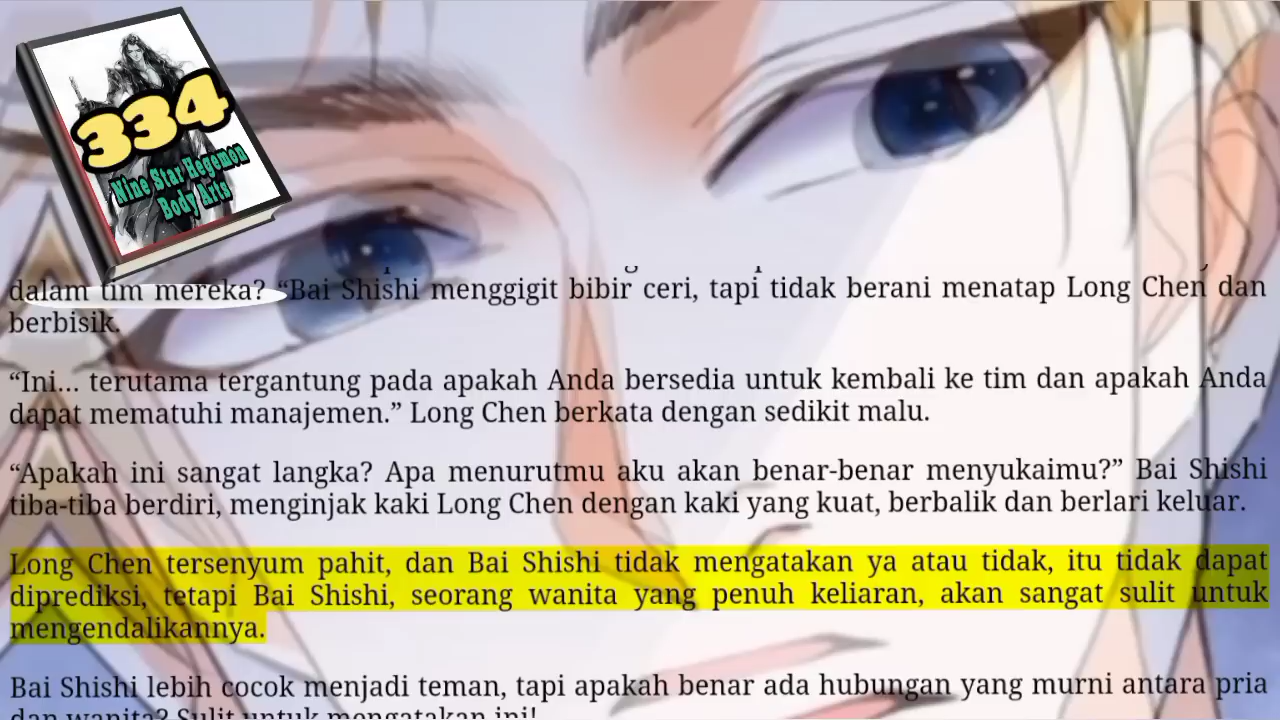 334
Nine Star Hegemon
Body Arts
dalam tim mereka? “Bai Shishi menggigit bibir ceri, tapi tidak berani menatap Long Chen dan
berbisik.
“Ini… terutama tergantung pada apakah Anda bersedia untuk kembali ke tim dan apakah Anda
dapat mematuhi manajemen.” Long Chen berkata dengan sedikit malu.
“Apakah ini sangat langka? Apa menurutmu aku akan benar-benar menyukaimu?” Bai Shishi
tiba-tiba berdiri, menginjak kaki Long Chen dengan kaki yang kuat, berbalik dan berlari keluar.
Long Chen tersenyum pahit, dan Bai Shishi tidak mengatakan ya atau tidak, itu tidak dapat
diprediksi, tetapi Bai Shishi, seorang wanita yang penuh keliaran, akan sangat sulit untuk
mengendalikannya.
Bai Shishi lebih cocok menjadi teman, tapi apakah benar ada hubungan yang murni antara pria
dan wanita? Sulit untuk mengatakan ini!